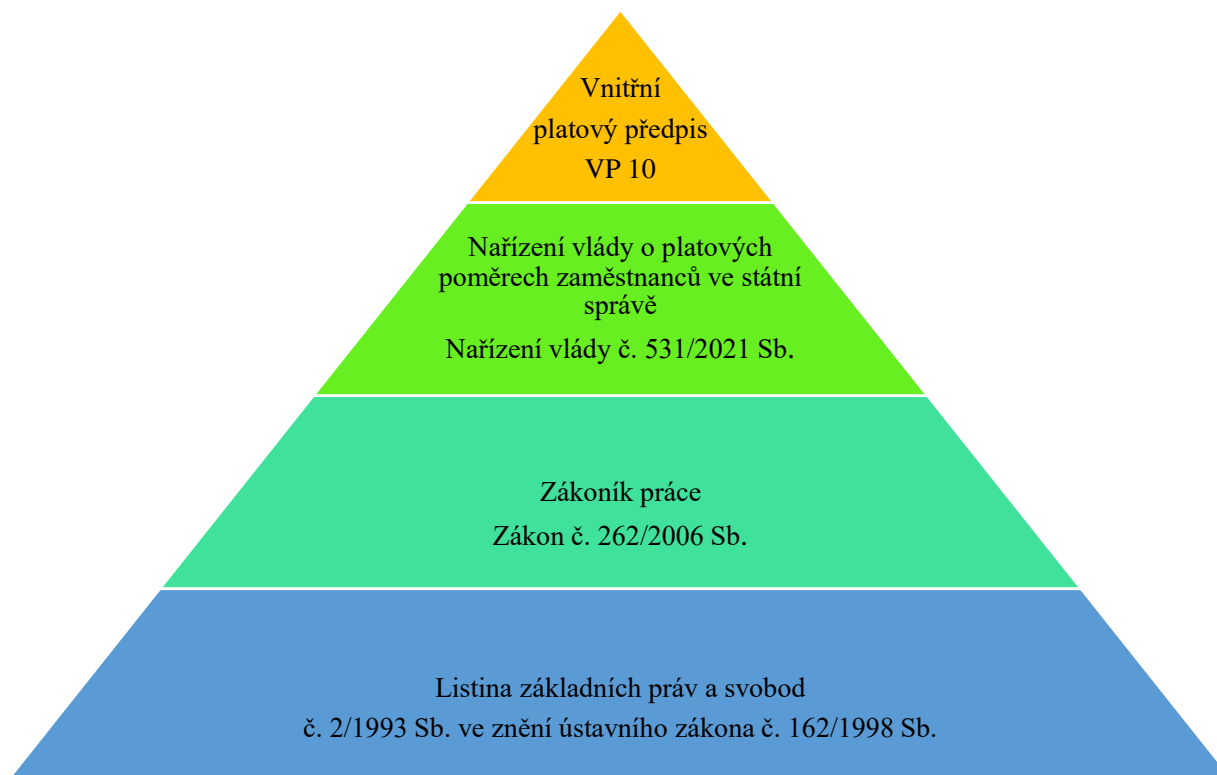 Vnitřní
platový předpis
VP 10
Nařízení vlády o platových
poměrech zaměstnanců ve státní
správě
Nařízení vlády č. 531/2021 Sb.
Zákoník práce
Zákon č. 262/2006 Sb.
Listina základních práv a svobod
č. 2/1993 Sb. ve znění ústavního zákona č. 162/1998 Sb.